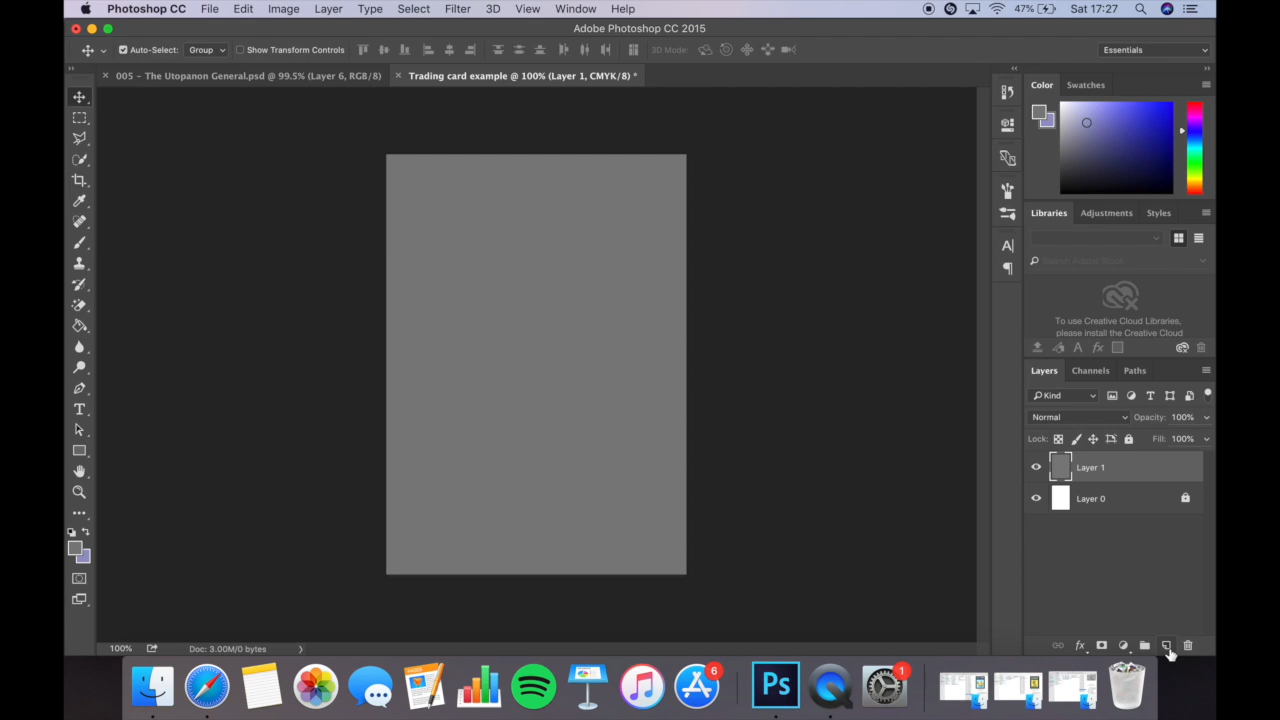 Photoshop CC File Edit Image Layer Type Select Filter 3D View Window Help 47% Sat 17:27
Adobe Photoshop CC 2015
Auto-Select: Group Show Transform Controls 3D Mode: Essentials
005 - The Utopanon General.psd @ 99.5% (Layer 6, RGB/8) Trading card example @ 100% (Layer 1, CMYK/8) *
Color Swatches
Libraries Adjustments Styles
Search Adobe Stock
To use Creative Cloud Libraries,
please install the Creative Cloud
Layers Channels Paths
Kind
Normal Opacity: 100%
Lock: Fill: 100%
Layer 1
Layer 0
100% Doc: 3.00M/0 bytes
6 Ps 1